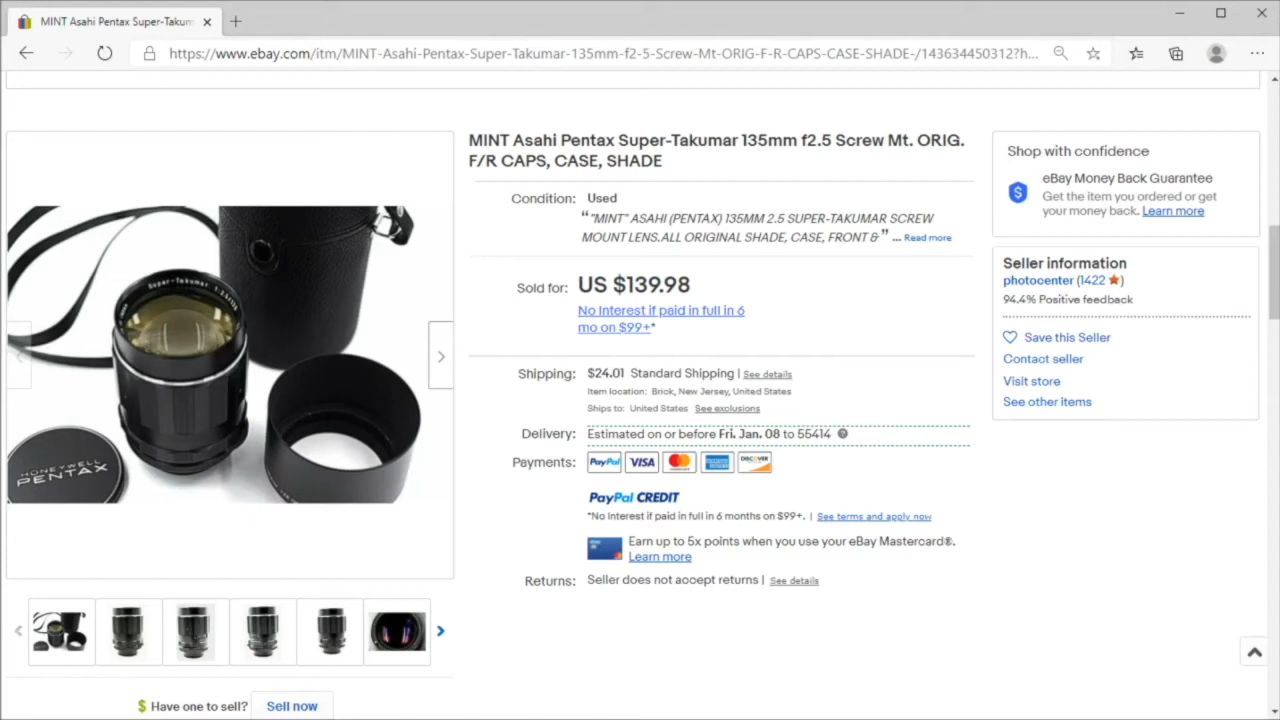 MINT Asahi Pentax Super-Takum
https://www.ebay.com/itm/MINT-Asahi-Pentax-Super-Takumar-135mm-f2-5-Screw-Mt-ORIG-F-R-CAPS-CASE-SHADE-/143634450312?h...
MINT Asahi Pentax Super-Takumar 135mm f2.5 Screw Mt. ORIG.
F/R CAPS, CASE, SHADE
Condition: Used
“"MINT" ASAHI (PENTAX) 135MM 2.5 SUPER-TAKUMAR SCREW
MOUNT LENS.ALL ORIGINAL SHADE, CASE, FRONT &” ... Read more
Sold for: US $139.98
No Interest if paid in full in 6
mo on $99+*
Shipping: $24.01 Standard Shipping | See details
Item location: Brick, New Jersey, United States
Ships to: United States See exclusions
Delivery: Estimated on or before Fri. Jan. 08 to 55414
Payments: PayPal VISA DISCOVER
PayPal CREDIT
*No Interest if paid in full in 6 months on $99+. | See terms and apply now
Earn up to 5x points when you use your eBay Mastercard®.
Learn more
Returns: Seller does not accept returns | See details
Shop with confidence
eBay Money Back Guarantee
Get the item you ordered or get
your money back. Learn more
Seller information
photocenter (1422)
94.4% Positive feedback
Save this Seller
Contact seller
Visit store
See other items
Super-Takumar
HONEYWELL
PENTAX
$ Have one to sell? Sell now